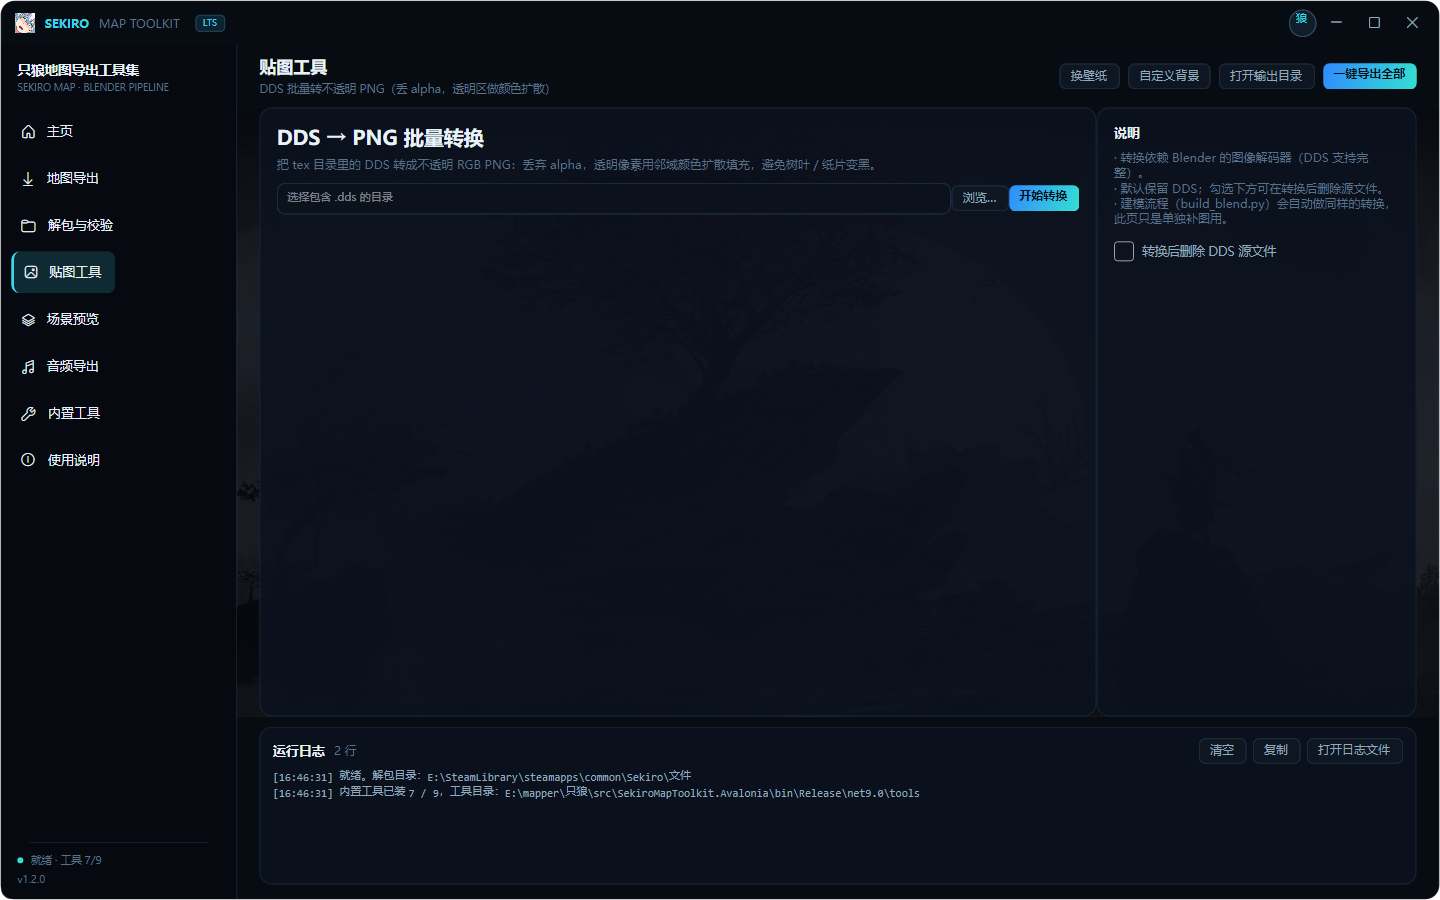 SEKIRO MAP TOOLKIT LTS
狼
只狼地图导出工具集
SEKIRO MAP · BLENDER PIPELINE
主页
地图导出
解包与校验
贴图工具
场景预览
音频导出
内置工具
使用说明
就绪 · 工具 7/9
v1.2.0
贴图工具
DDS 批量转不透明 PNG（丢 alpha，透明区做颜色扩散）
换壁纸
自定义背景
打开输出目录
一键导出全部
DDS → PNG 批量转换
把 tex 目录里的 DDS 转成不透明 RGB PNG：丢弃 alpha，透明像素用邻域颜色扩散填充，避免树叶 / 纸片变黑。
选择包含 .dds 的目录
浏览...
开始转换
说明
· 转换依赖 Blender 的图像解码器（DDS 支持完
整）。
· 默认保留 DDS；勾选下方可在转换后删除源文件。
· 建模流程（build_blend.py）会自动做同样的转换，
此页只是单独补图用。
转换后删除 DDS 源文件
运行日志 2 行
清空
复制
打开日志文件
[16:46:31] 就绪。解包目录：E:\SteamLibrary\steamapps\common\Sekiro\文件
[16:46:31] 内置工具已装 7 / 9，工具目录：E:\mapper\只狼\src\SekiroMapToolkit.Avalonia\bin\Release\net9.0\tools